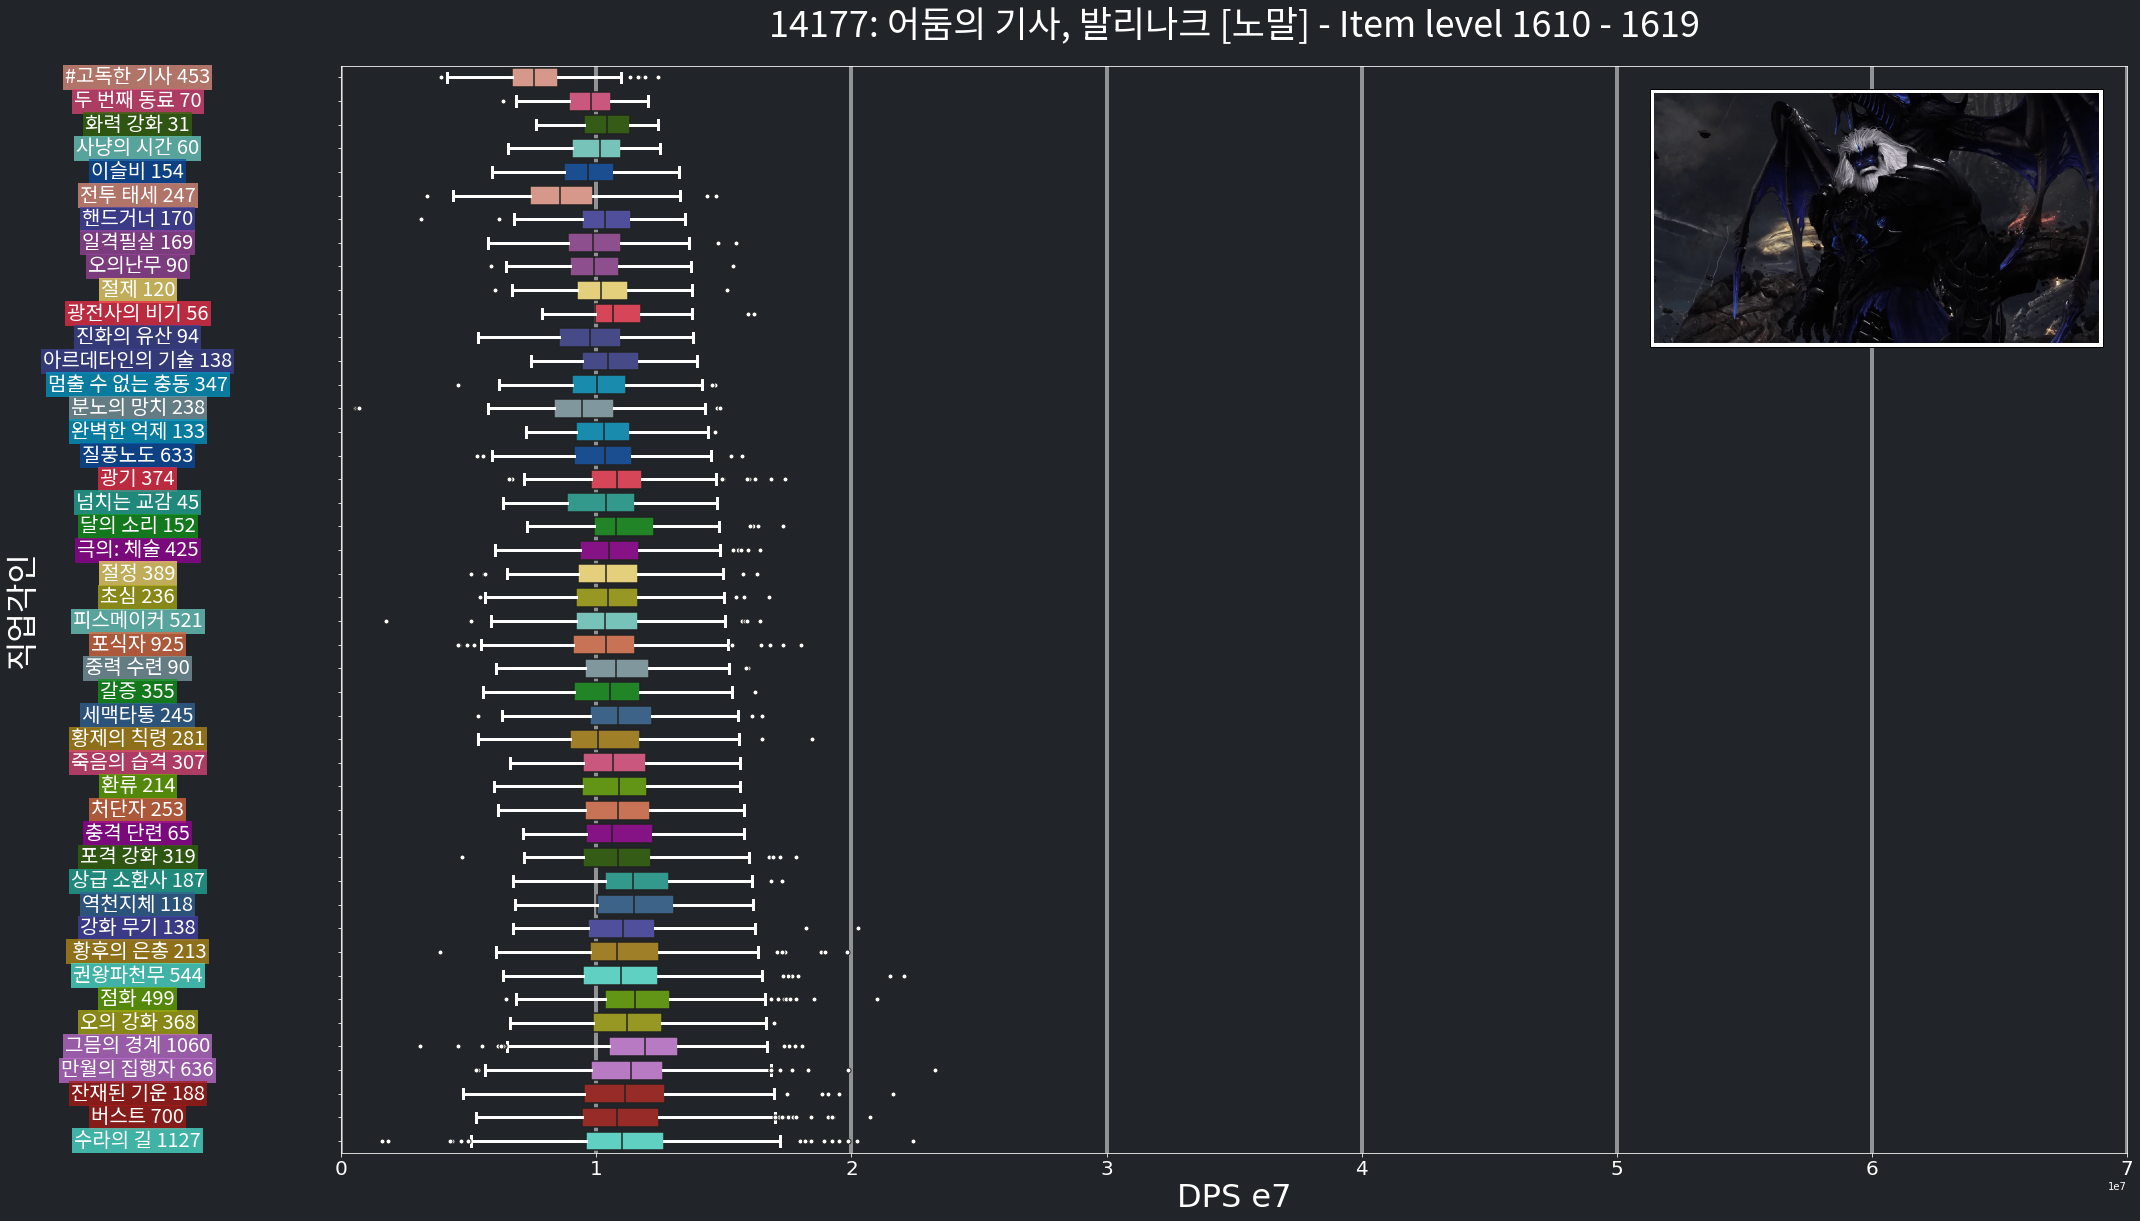 14177: 어둠의 기사, 발리나크 [노말] - Item level 1610 - 1619
#고독한 기사 453
두 번째 동료 70
화력 강화 31
사냥의 시간 60
이슬비 154
전투 태세 247
핸드거너 170
일격필살 169
오의난무 90
절제 120
광전사의 비기 56
진화의 유산 94
아르데타인의 기술 138
멈출 수 없는 충동 347
분노의 망치 238
완벽한 억제 133
질풍노도 633
광기 374
넘치는 교감 45
달의 소리 152
극의: 체술 425
절정 389
초심 236
피스메이커 521
포식자 925
중력 수련 90
갈증 355
세맥타통 245
황제의 칙령 281
죽음의 습격 307
환류 214
처단자 253
충격 단련 65
포격 강화 319
상급 소환사 187
역천지체 118
강화 무기 138
황후의 은총 213
권왕파천무 544
점화 499
오의 강화 368
그믐의 경계 1060
만월의 집행자 636
잔재된 기운 188
버스트 700
수라의 길 1127
직업각인
0 1 2 3 4 5 6 7
1e7
DPS e7